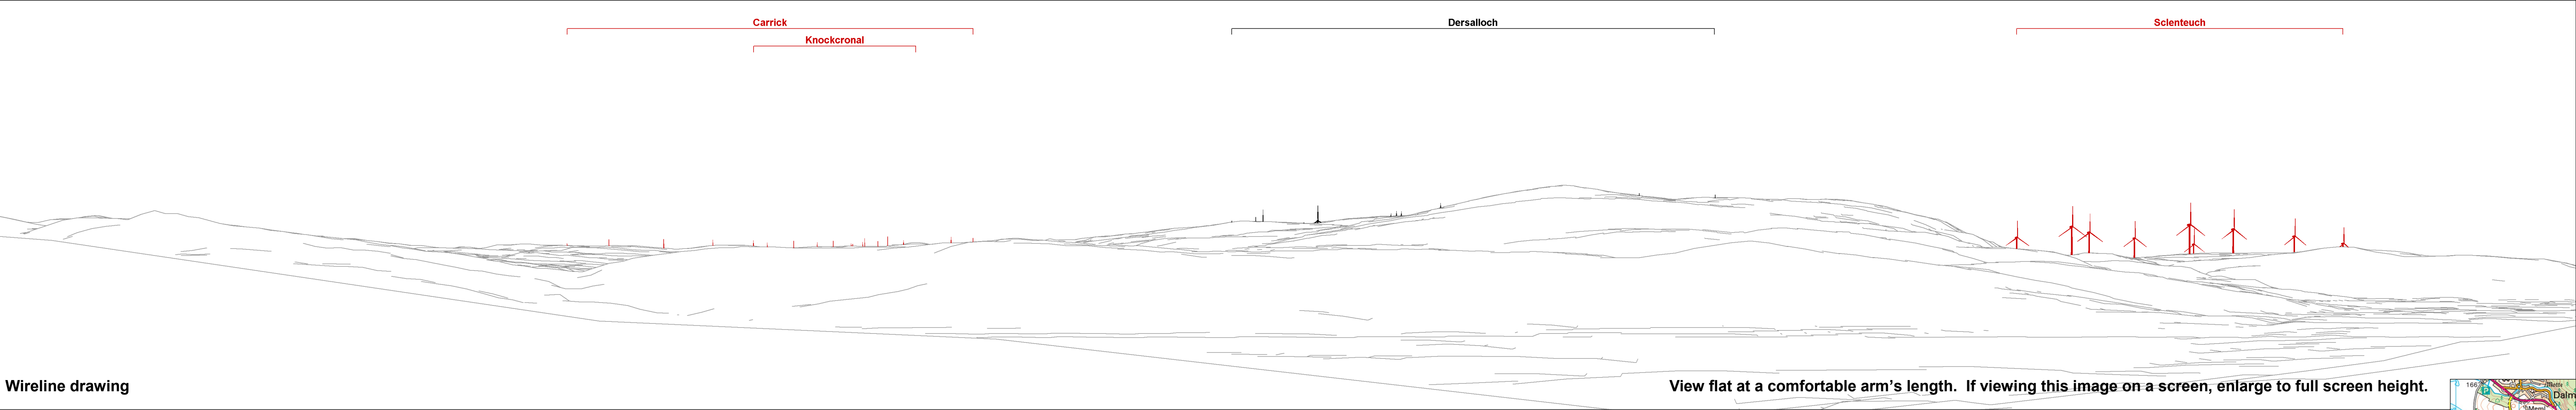 Carrick
Dersalloch
Sclenteuch
Knockcronal
Wireline drawing
View flat at a comfortable arm's length. If viewing this image on a screen, enlarge to full screen height.
166